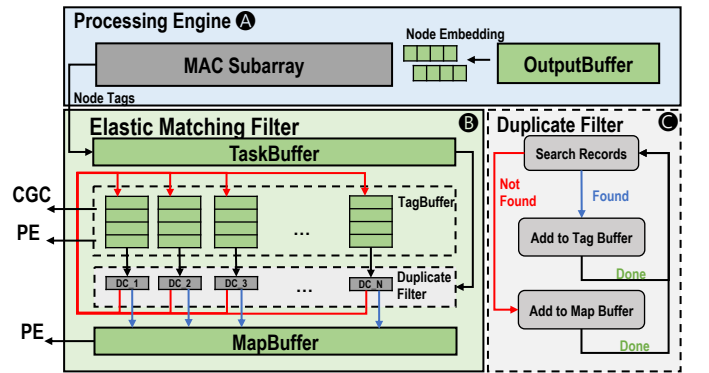 Processing Engine A
Node Embedding
MAC Subarray
OutputBuffer
Node Tags
Elastic Matching Filter
B
TaskBuffer
CGC
PE
TagBuffer
...
DC_1
DC_2
DC_3
...
DC_N
Duplicate
Filter
PE
MapBuffer
Duplicate Filter
C
Search Records
Not
Found
Found
Add to Tag Buffer
Done
Add to Map Buffer
Done